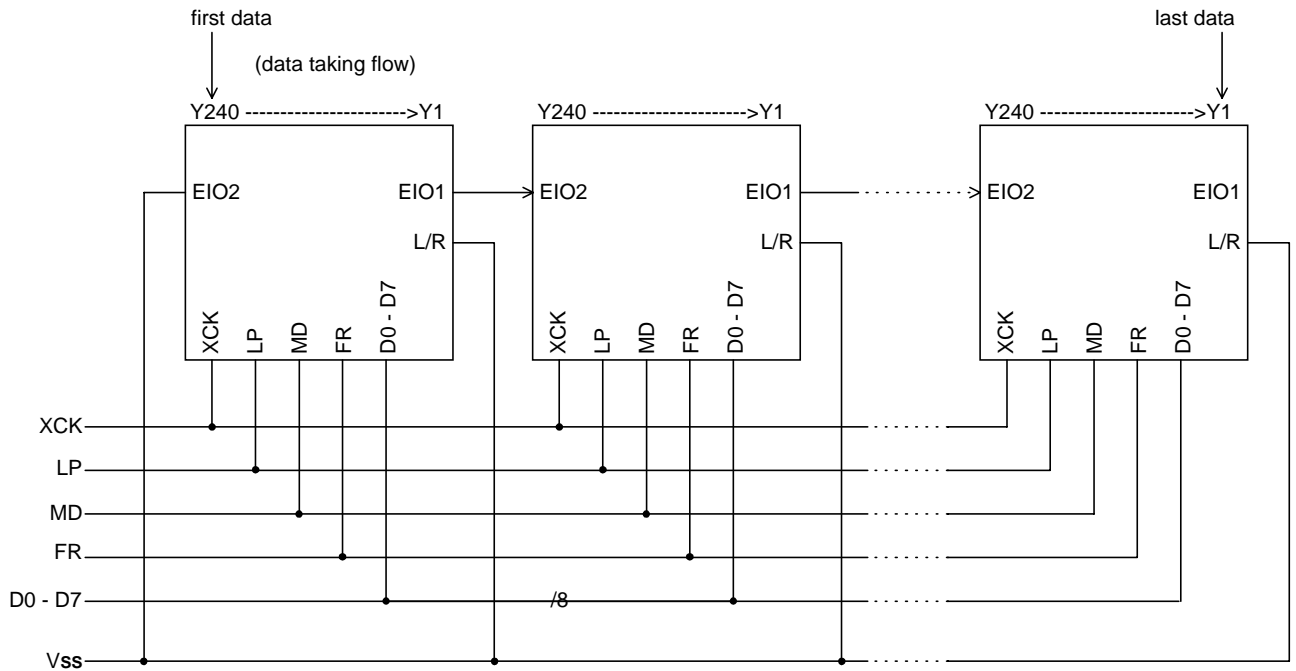 first data
last data
(data taking flow)
Y240 ------------------>Y1
Y240 ------------------>Y1
Y240 ------------------>Y1
EIO2
EIO1
EIO2
EIO1
EIO2
EIO1
L/R
L/R
L/R
XCK
LP
MD
FR
D0 - D7
XCK
LP
MD
FR
D0 - D7
XCK
LP
MD
FR
D0 - D7
XCK
LP
MD
FR
D0 - D7
/8
Vss